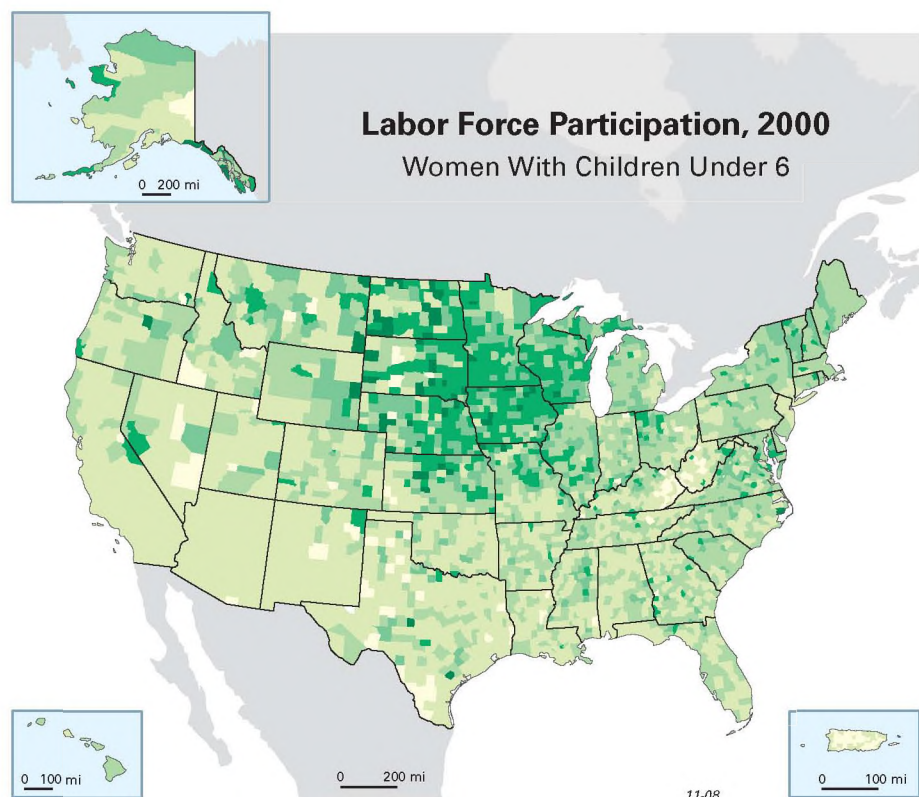 Labor Force Participation, 2000
Women With Children Under 6
0 200 mi
0 100 mi
0 200 mi
0 100 mi
11-08